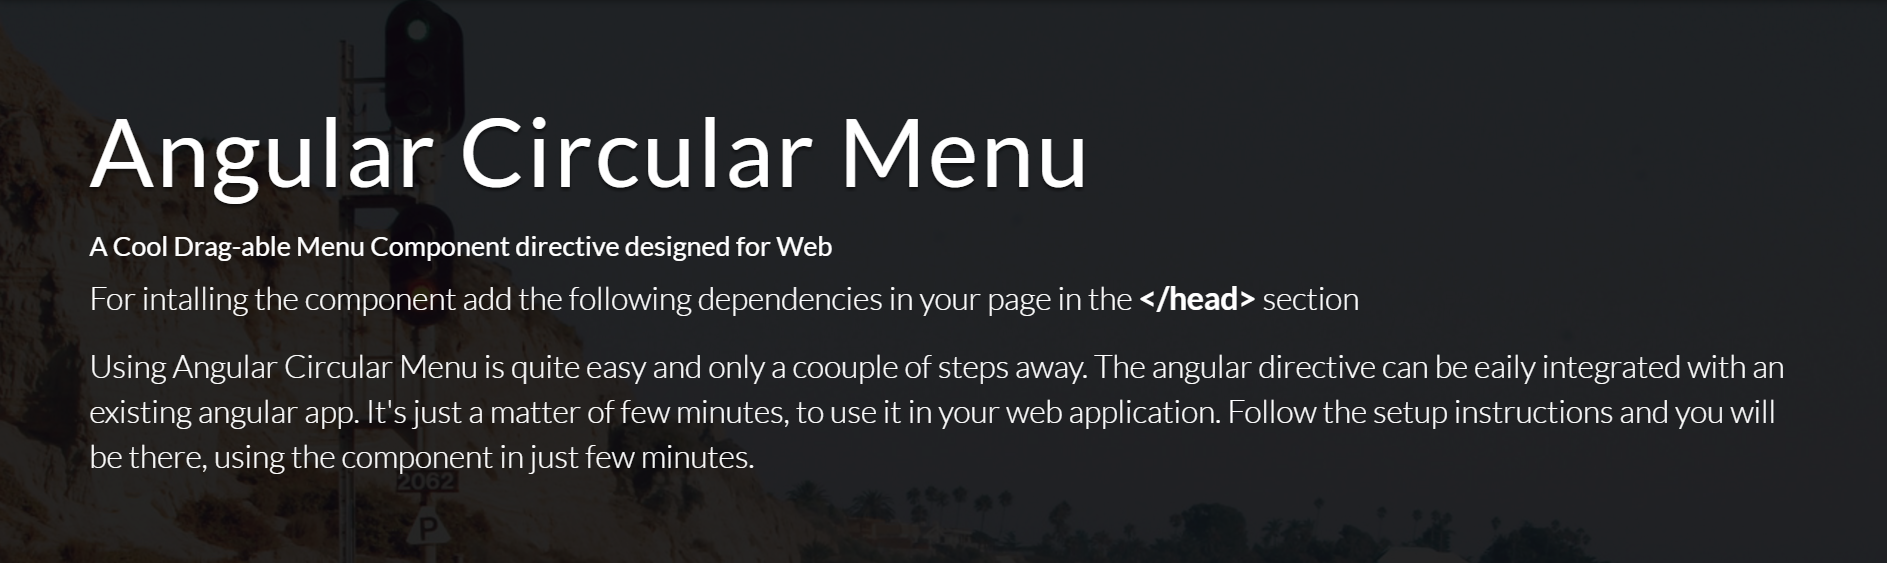 Angular Circular Menu
A Cool Drag-able Menu Component directive designed for Web
For intalling the component add the following dependencies in your page in the </head> section
Using Angular Circular Menu is quite easy and only a coouple of steps away. The angular directive can be eaily integrated with an
existing angular app. It's just a matter of few minutes, to use it in your web application. Follow the setup instructions and you will
be there, using the component in just few minutes.
2062
P